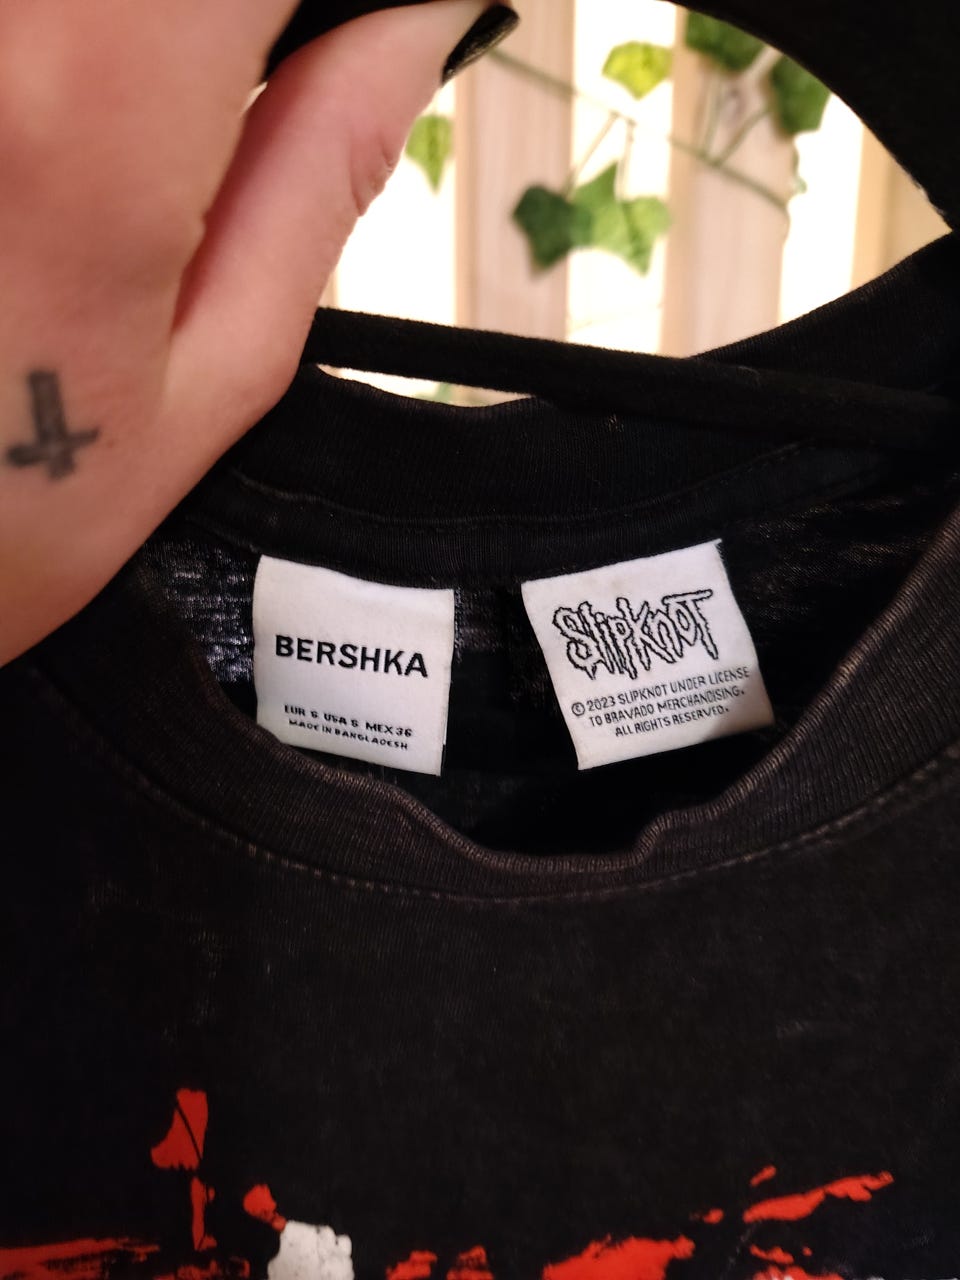 BERSHKA
EUR S USA S MEX 36
MADE IN BANGLADESH
SLIPKNOT
© 2023 SLIPKNOT UNDER LICENSE
TO BRAVADO MERCHANDISING.
ALL RIGHTS RESERVED.